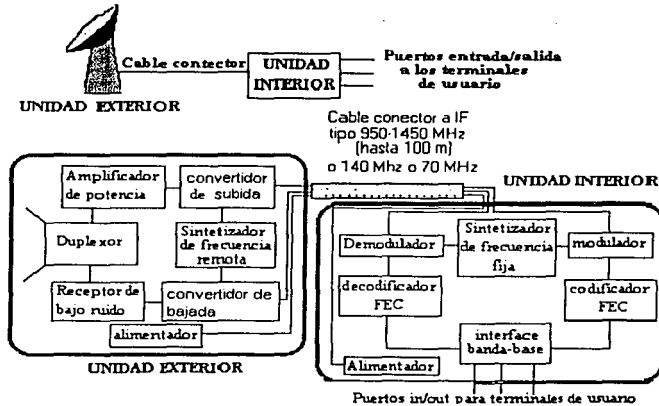 Cable contector
UNIDAD
INTERIOR
Puertos entrada/salida
a los terminales
de usuario
UNIDAD EXTERIOR
Cable conector a IF
tipo 950-1450 MHz
(hasta 100 m)
o 140 Mhz o 70 MHz
UNIDAD INTERIOR
Amplificador
de potencia
convertidor
de subida
Duplexor
Sintetizador
de frecuencia
remota
Receptor de
bajo ruido
convertidor de
bajada
alimentador
UNIDAD EXTERIOR
Demodulador
Sintetizador
de frecuencia
fija
modulador
decodificador
FEC
codificador
FEC
interface
banda-base
Alimentador
Puertos in/out para terminales de usuano